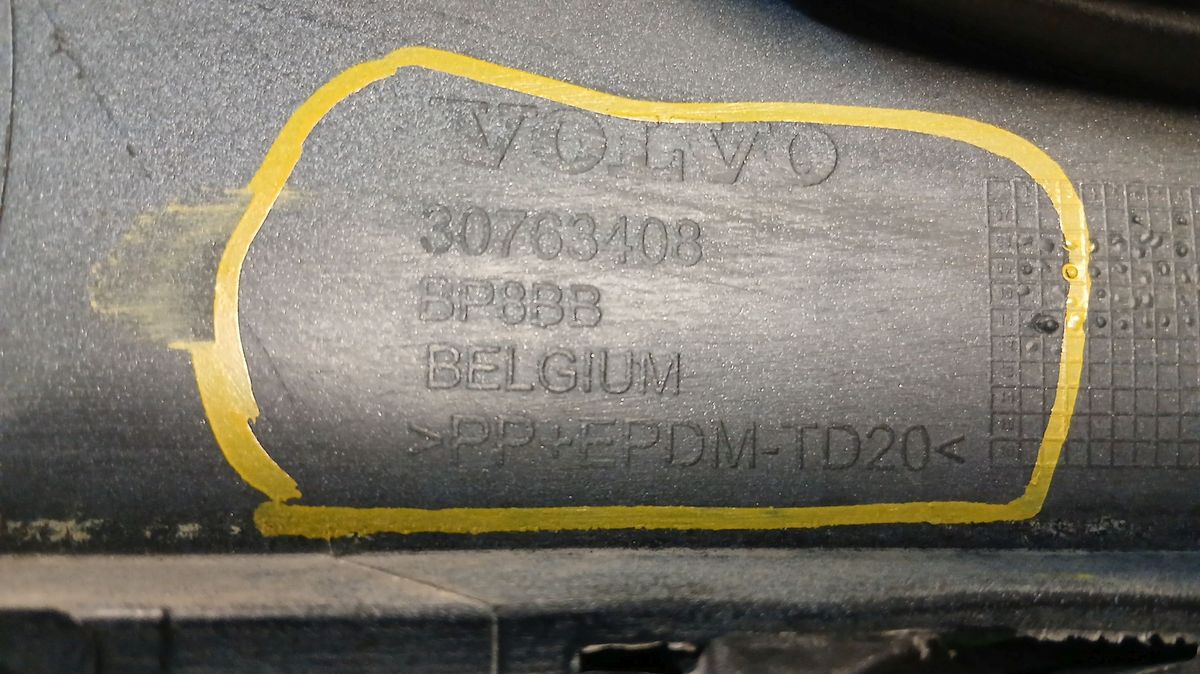 VOLVO
30763408
BP8BB
BELGIUM
>PP+EPDM-TD20<